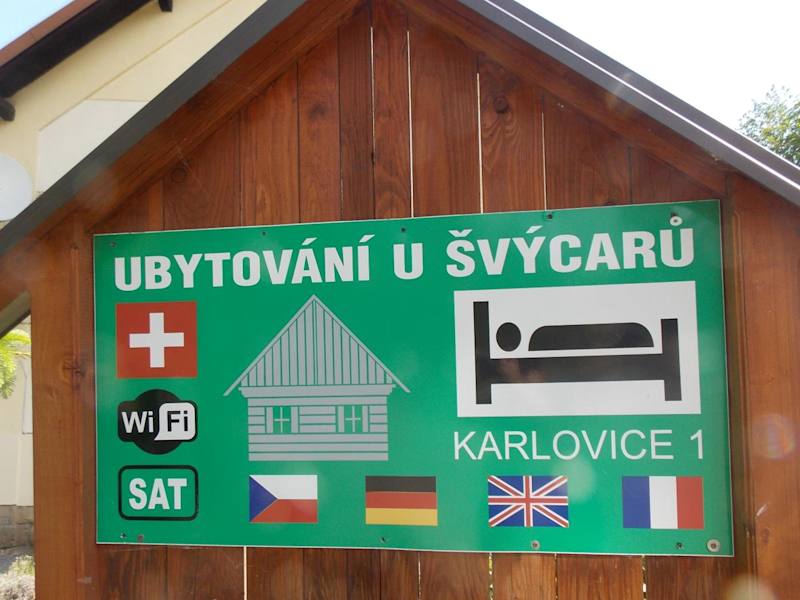 UBYTOVÁNÍ U ŠVÝCARŮ
WiFi
KARLOVICE 1
SAT